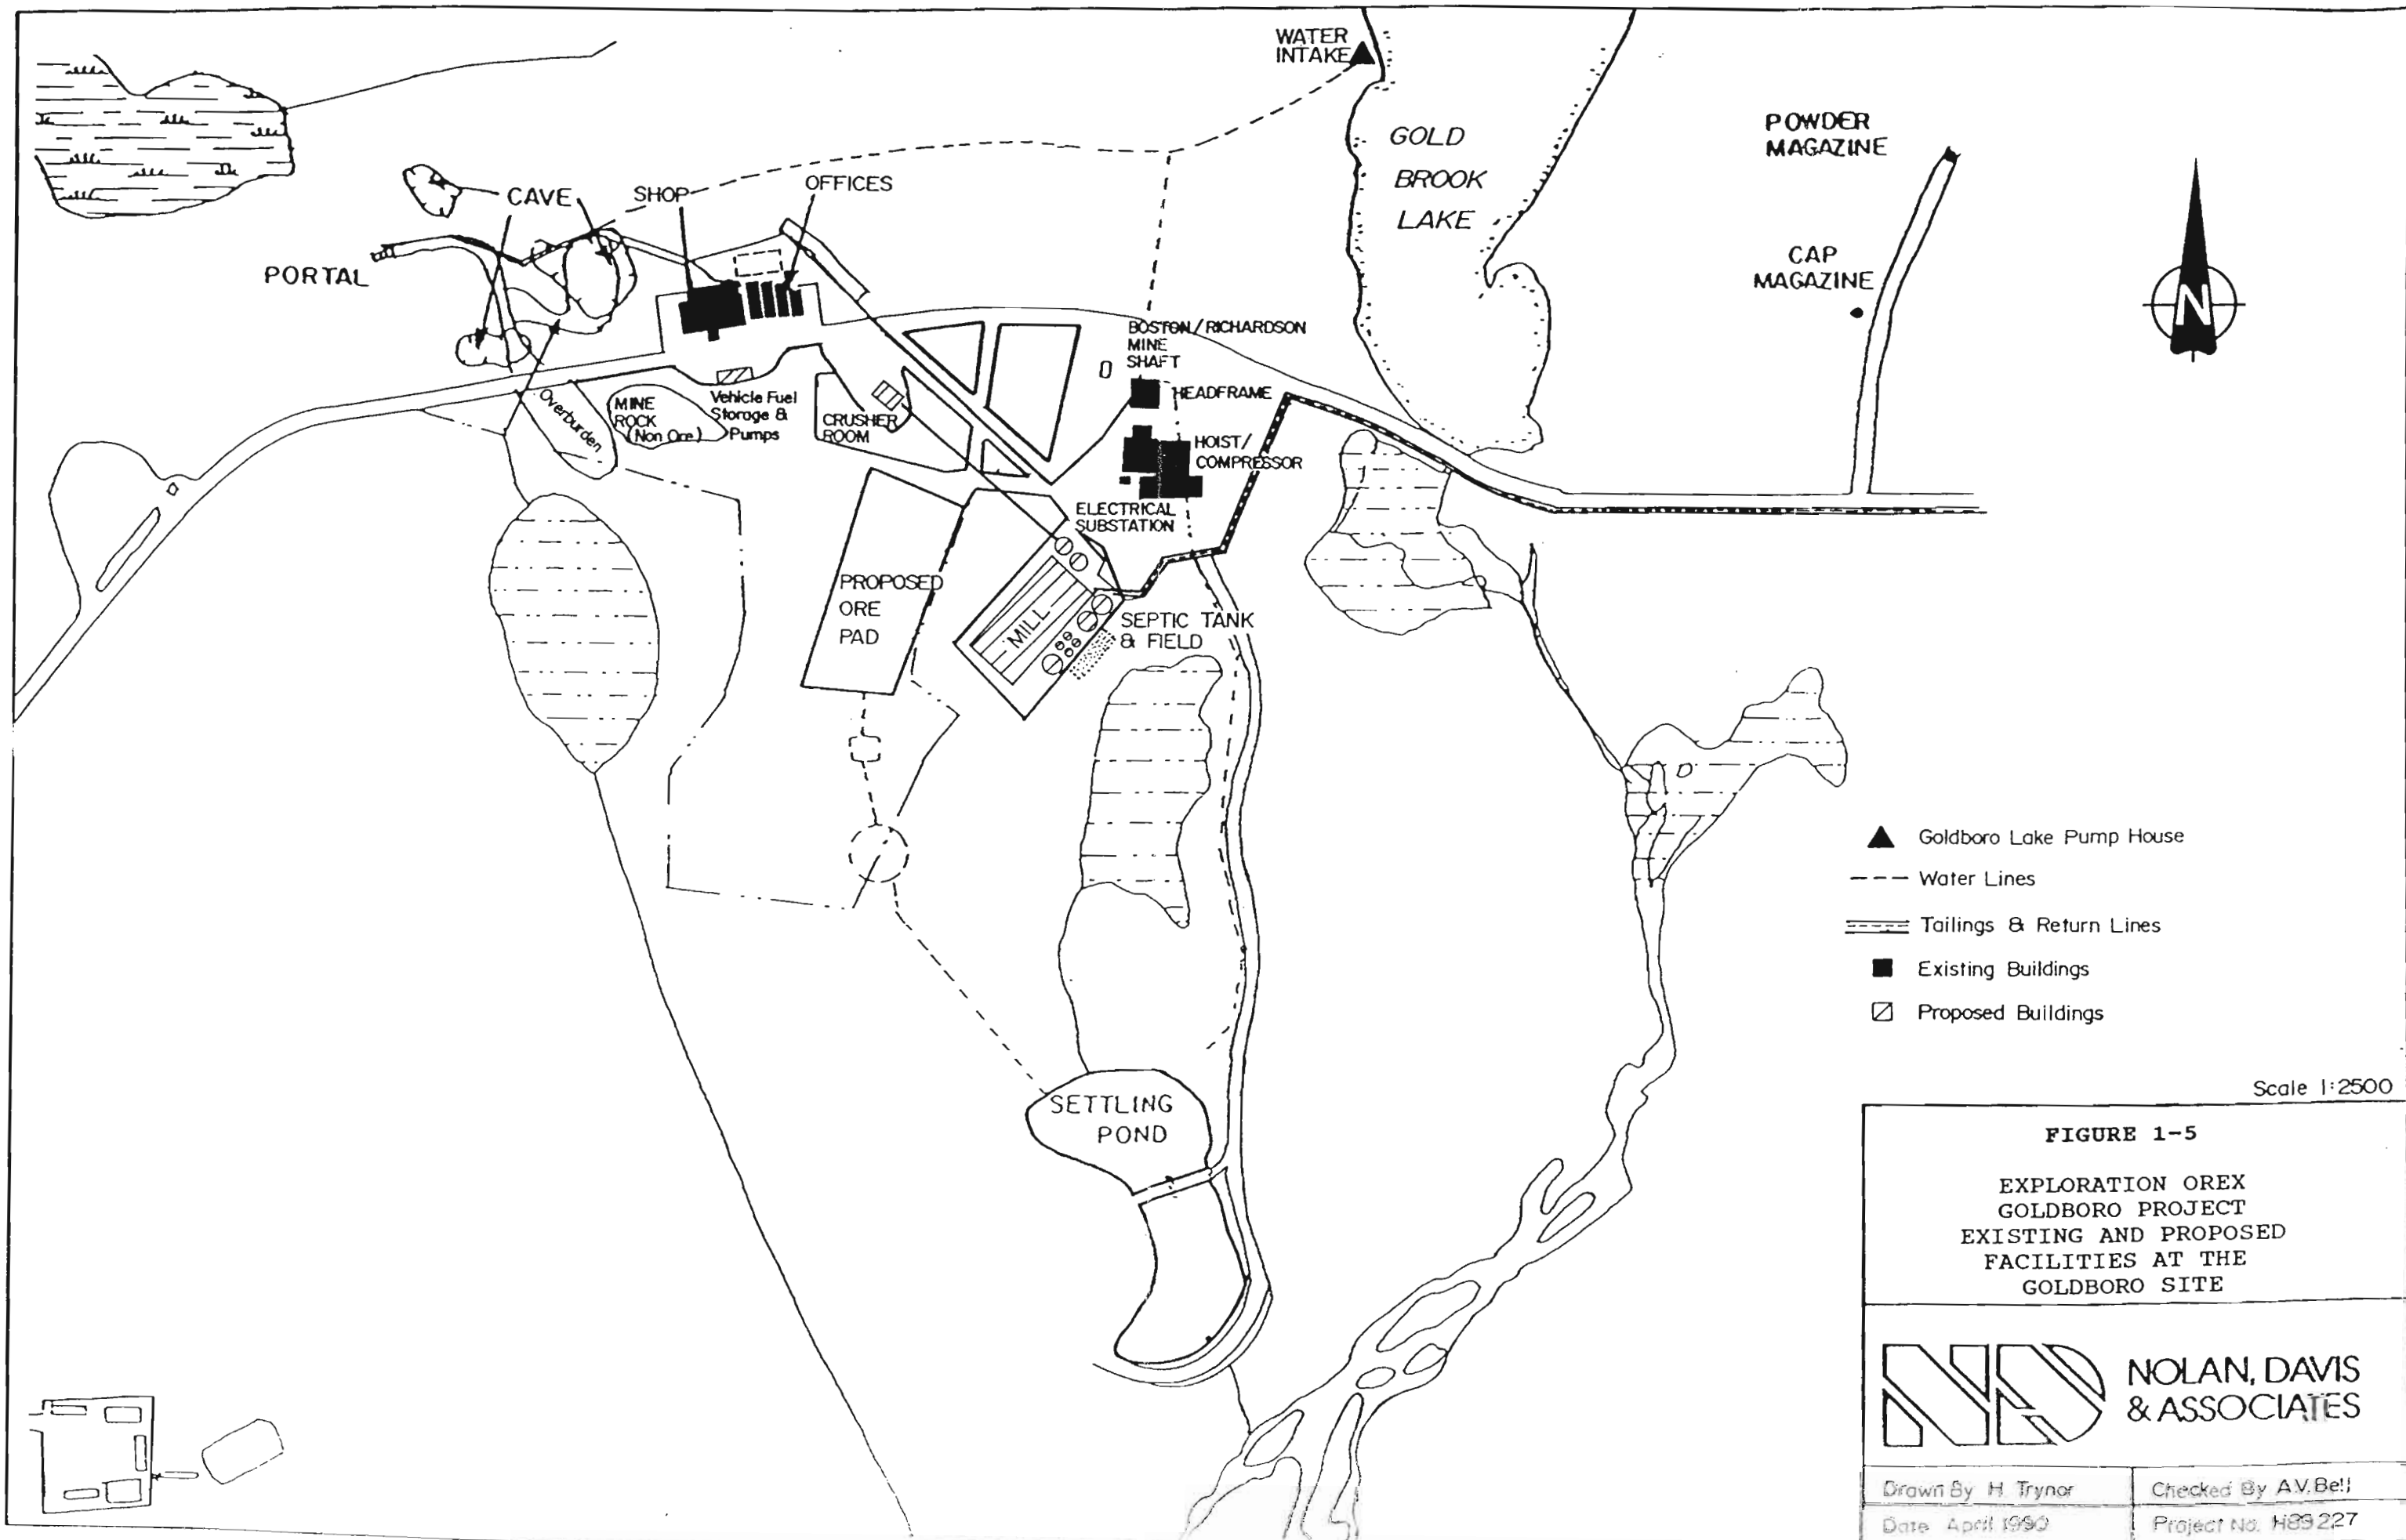 WATER
INTAKE
GOLD
BROOK
LAKE
POWDER
MAGAZINE
CAP
MAGAZINE
N
CAVE
SHOP
OFFICES
PORTAL
BOSTON/RICHARDSON
MINE
SHAFT
HEADFRAME
HOIST/
COMPRESSOR
ELECTRICAL
SUBSTATION
Overburden
MINE
ROCK
(Non Ore)
Vehicle Fuel
Storage &
Pumps
CRUSHER
ROOM
PROPOSED
ORE
PAD
MILL
SEPTIC TANK
& FIELD
SETTLING
POND
Goldboro Lake Pump House
Water Lines
Tailings & Return Lines
Existing Buildings
Proposed Buildings
Scale 1:2500
FIGURE 1-5
EXPLORATION OREX
GOLDBORO PROJECT
EXISTING AND PROPOSED
FACILITIES AT THE
GOLDBORO SITE
NOLAN, DAVIS
& ASSOCIATES
Drawn By H Trynor
Checked By A.V.Bell
Date April 1990
Project No. H89227